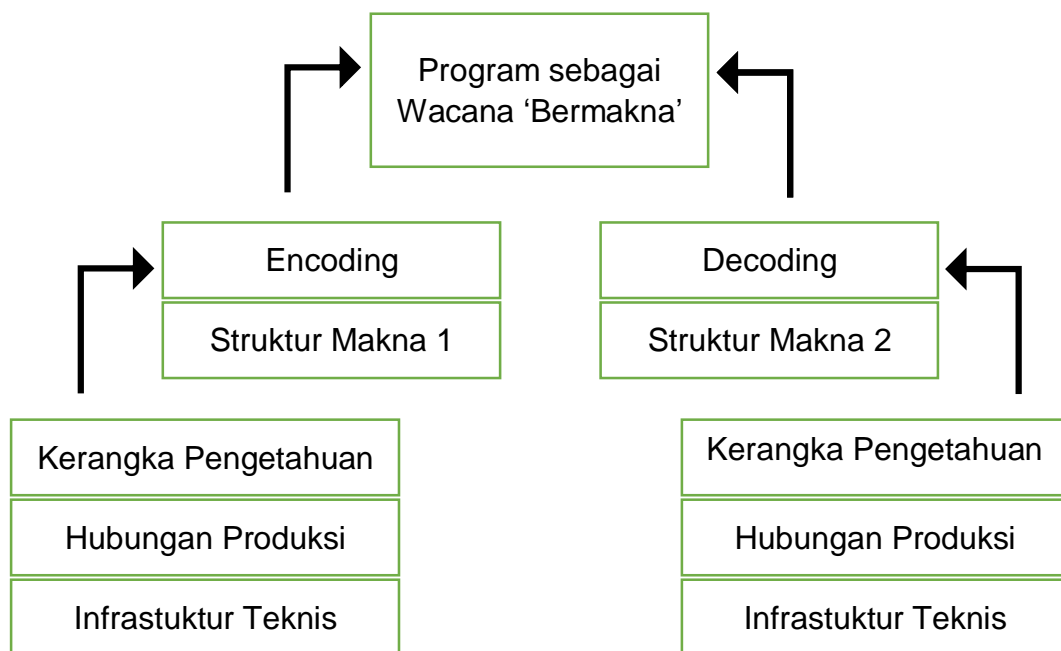 Program sebagai
Wacana ‘Bermakna’
Encoding
Struktur Makna 1
Decoding
Struktur Makna 2
Kerangka Pengetahuan
Hubungan Produksi
Infrastuktur Teknis
Kerangka Pengetahuan
Hubungan Produksi
Infrastuktur Teknis